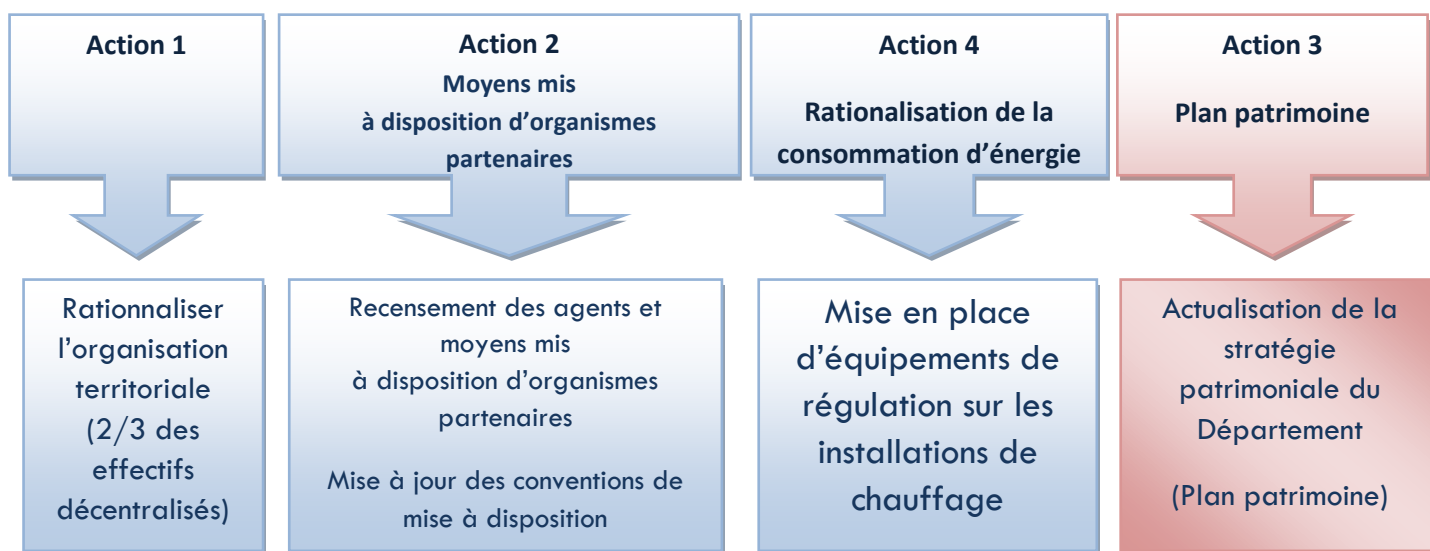 Action 1
Action 2
Moyens mis
à disposition d’organismes
partenaires
Action 4
Rationalisation de la
consommation d’énergie
Action 3
Plan patrimoine
Rationnaliser
l’organisation
territoriale
(2/3 des
effectifs
décentralisés)
Recensement des agents et
moyens mis
à disposition d’organismes
partenaires
Mise à jour des conventions de
mise à disposition
Mise en place
d’équipements de
régulation sur les
installations de
chauffage
Actualisation de la
stratégie
patrimoniale du
Département
(Plan patrimoine)